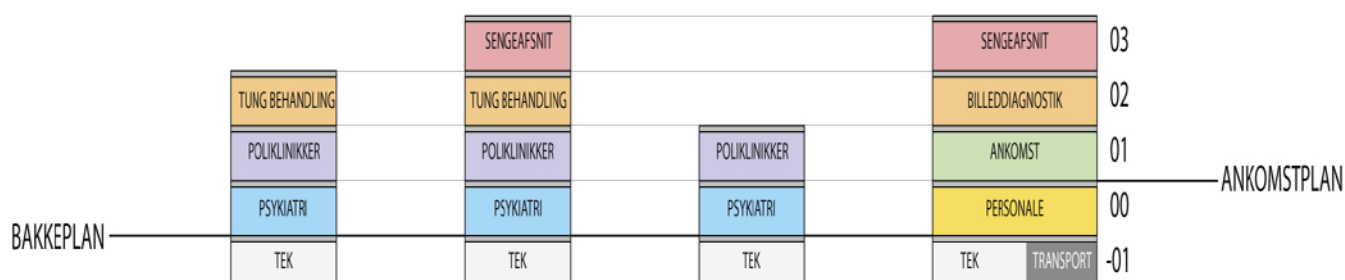 SENGEAFSNIT SENGEAFSNIT 03
TUNG BEHANDLING TUNG BEHANDLING BILLEDDIAGNOSTIK 02
POLIKLINIKKER POLIKLINIKKER POLIKLINIKKER ANKOMST 01
ANKOMSTPLAN
PSYKIATRI PSYKIATRI PSYKIATRI PERSONALE 00
BAKKEPLAN
TEK TEK TEK TEK TRANSPORT -01